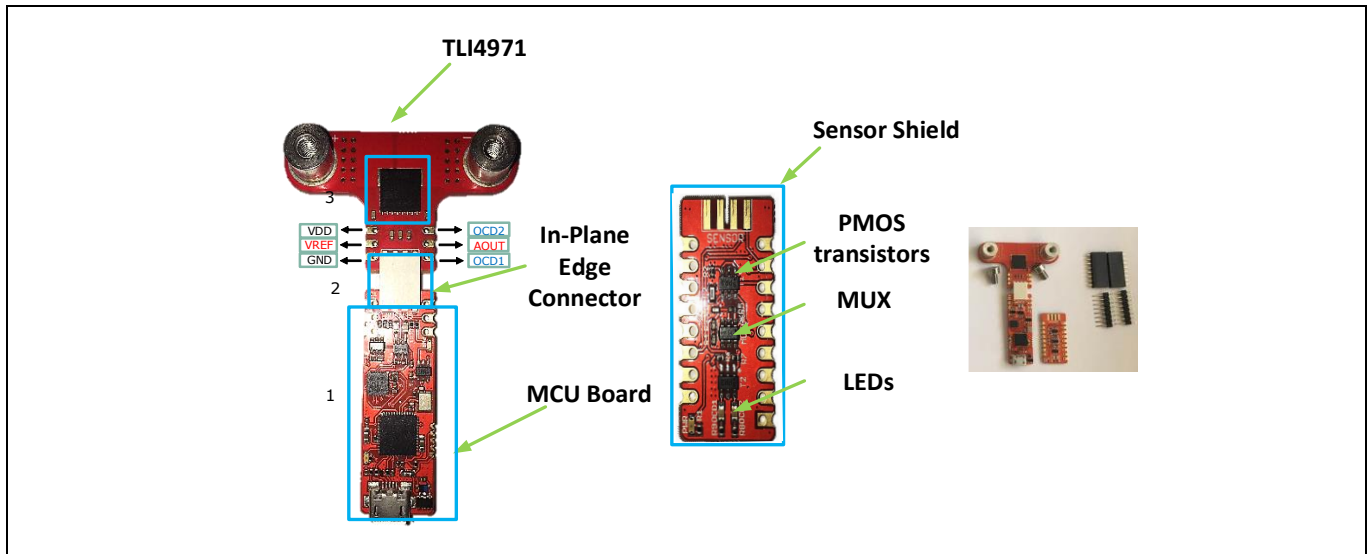 TLI4971
3
VDD
VREF
GND
OCD2
AOUT
OCD1
2
In-Plane
Edge
Connector
1
MCU Board
Sensor Shield
SENSOR
PMOS
transistors
MUX
LEDs